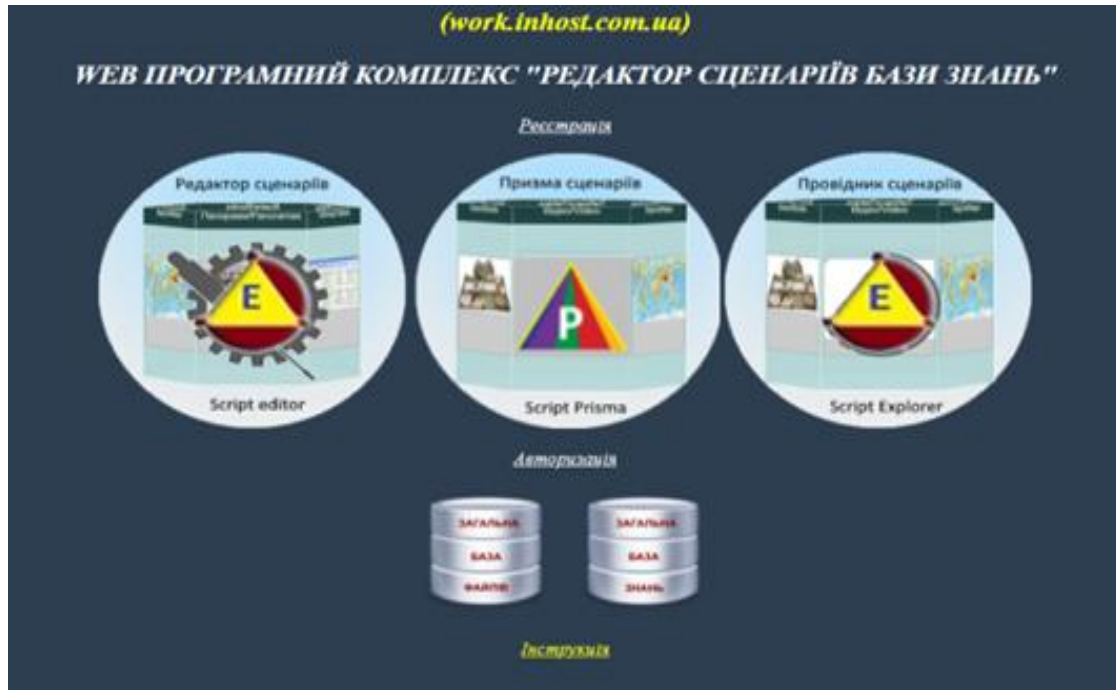 (work.inhost.com.ua)
WEB ПРОГРАМНИЙ КОМПЛЕКС "РЕДАКТОР СЦЕНАРІЇВ БАЗИ ЗНАНЬ"
Реєстрація
Редактор сценаріїв
Призма сценаріїв
Провідник сценаріїв
E
P
E
Script editor
Script Prisma
Script Explorer
Авторизація
ЗАГАЛЬНА
БАЗА
ФАЙЛІВ
ЗАГАЛЬНА
БАЗА
ЗНАНЬ
Інструкція